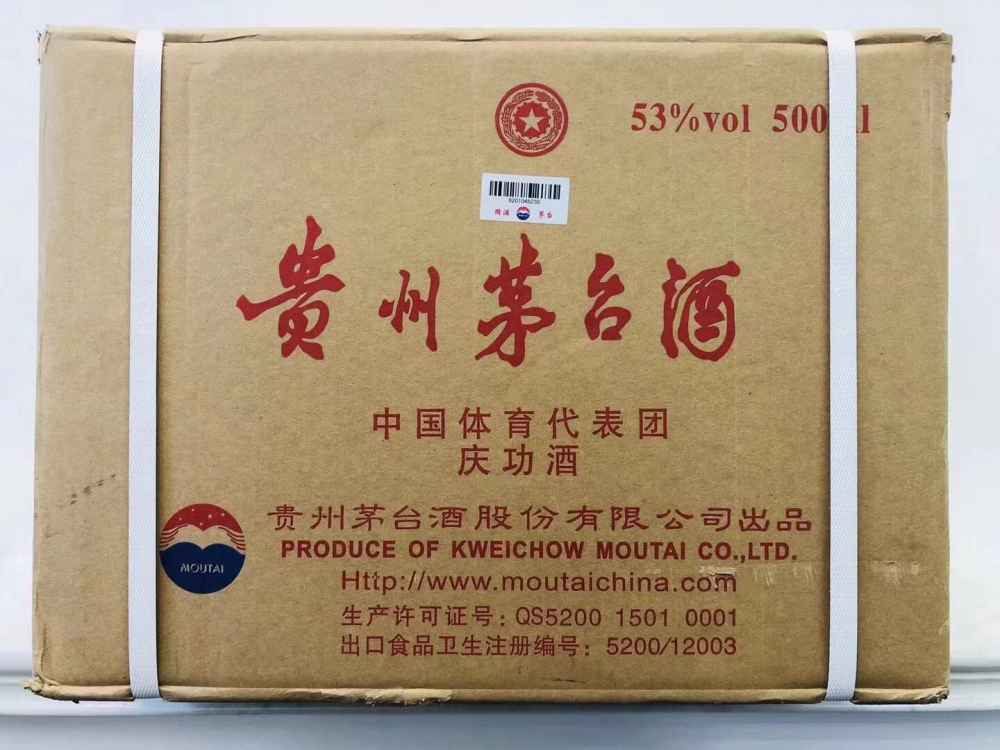 53%vol 500ml
贵州茅台酒
中国体育代表团
庆功酒
贵州茅台酒股份有限公司出品
PRODUCE OF KWEICHOW MOUTAI CO.,LTD.
MOUTAI
Http://www.moutaichina.com
生产许可证号：QS5200 1501 0001
出口食品卫生注册编号：5200/12003